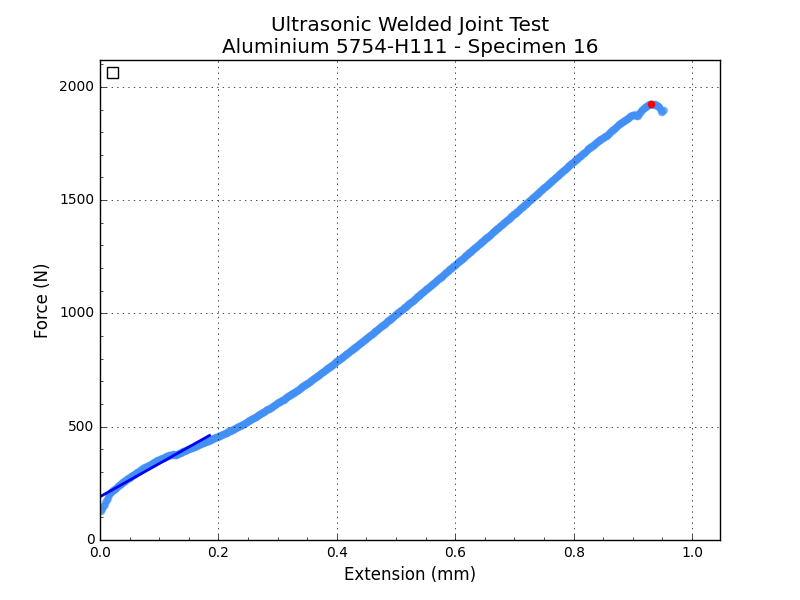 Ultrasonic Welded Joint Test
Aluminium 5754-H111 - Specimen 16
2000
1500
1000
500
0
Force (N)
0.0 0.2 0.4 0.6 0.8 1.0
Extension (mm)